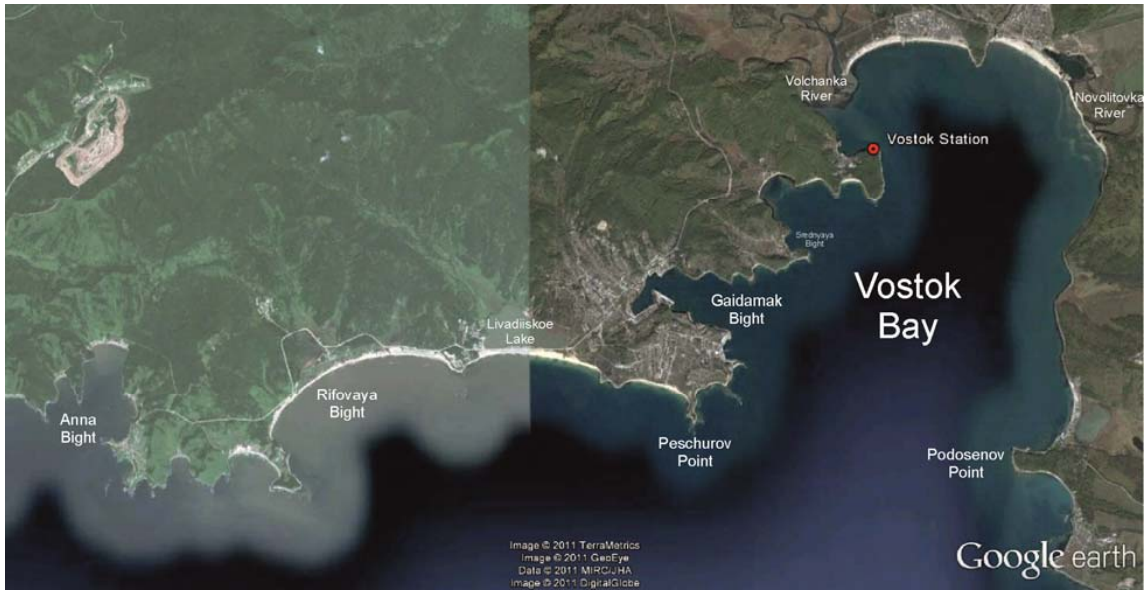 Volchanka
River
Novolitovka
River
Vostok Station
Srednyaya
Bight
Vostok
Bay
Gaidamak
Bight
Livadiiskoe
Lake
Rifovaya
Bight
Anna
Bight
Peschurov
Point
Podosenov
Point
Image © 2011 TerraMetrics
Image © 2011 GeoEye
Data © 2011 MIRC/JHA
Image © 2011 DigitalGlobe
Google earth